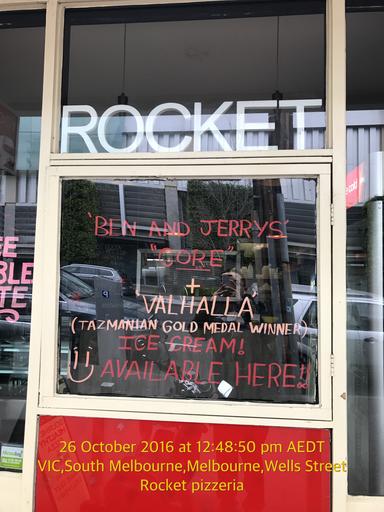 ROCKET
'BEN AND JERRYS'
"CORE"
+
VALHALLA
(TAZMANIAN GOLD MEDAL WINNER)
ICE CREAM!
AVAILABLE HERE!!
26 October 2016 at 12:48:50 pm AEDT
VIC,South Melbourne,Melbourne,Wells Street
Rocket pizzeria